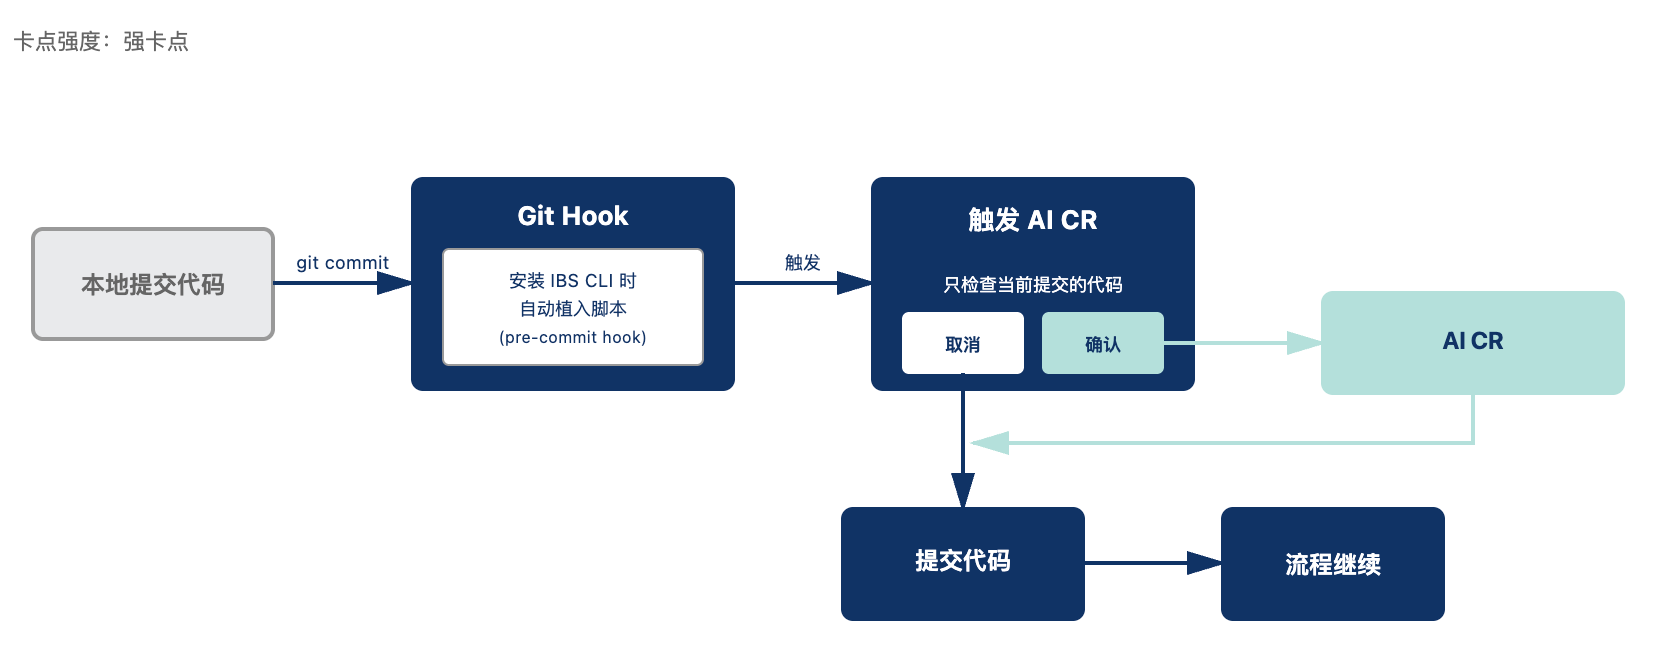 卡点强度：强卡点
本地提交代码
git commit
Git Hook
安装 IBS CLI 时
自动植入脚本
(pre-commit hook)
触发
触发 AI CR
只检查当前提交的代码
取消
确认
AI CR
提交代码
流程继续